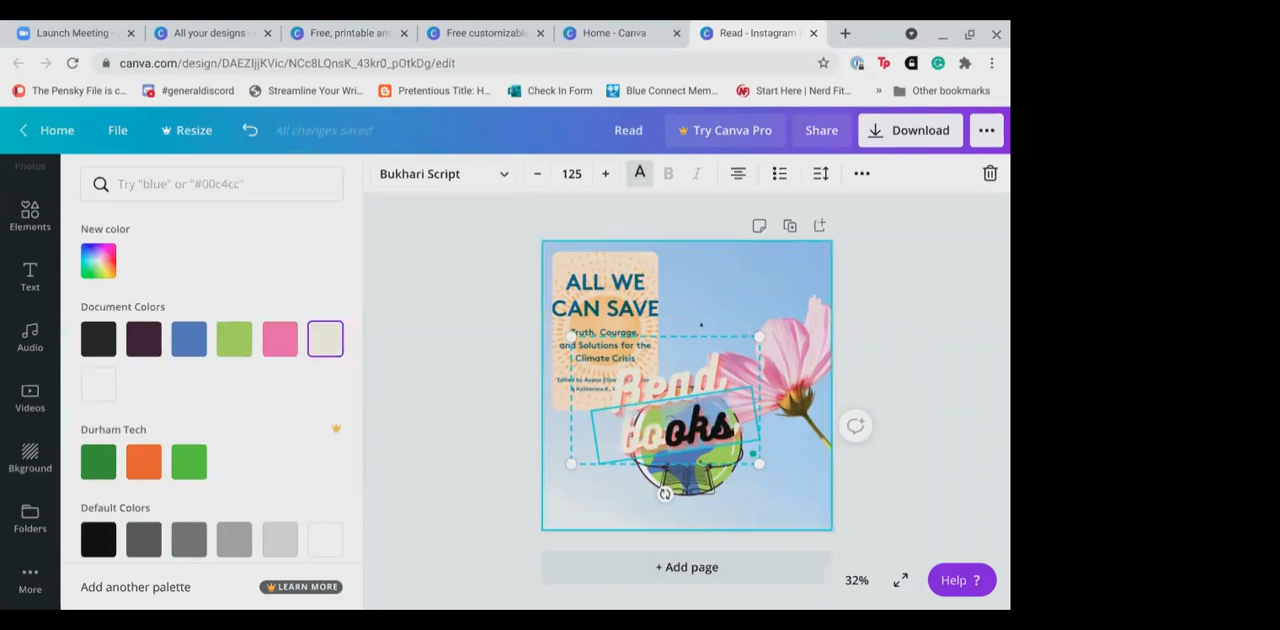 Launch Meeting -
All your designs -
Free, printable an
Free customizabl
Home - Canva
Read - Instagram
canva.com/design/DAEZIjjKVic/NCc8LQnsK_43kr0_pOtkDg/edit
Tp
The Pensky File is c...
#generaldiscord
Streamline Your Wri...
Pretentious Title: H...
Check In Form
Blue Connect Mem...
Start Here | Nerd Fit...
» Other bookmarks
Home
File
Resize
All changes saved
Read
Try Canva Pro
Share
Download
Photos
Elements
Text
Audio
Videos
Bkground
Folders
More
Try "blue" or "#00c4cc"
New color
Document Colors
Durham Tech
Default Colors
Add another palette
LEARN MORE
Bukhari Script
− 125 +
A B I
ALL WE
CAN SAVE
Truth, Courage,
and Solutions for the
Climate Crisis
Read,
ooks
+ Add page
32%
Help ?